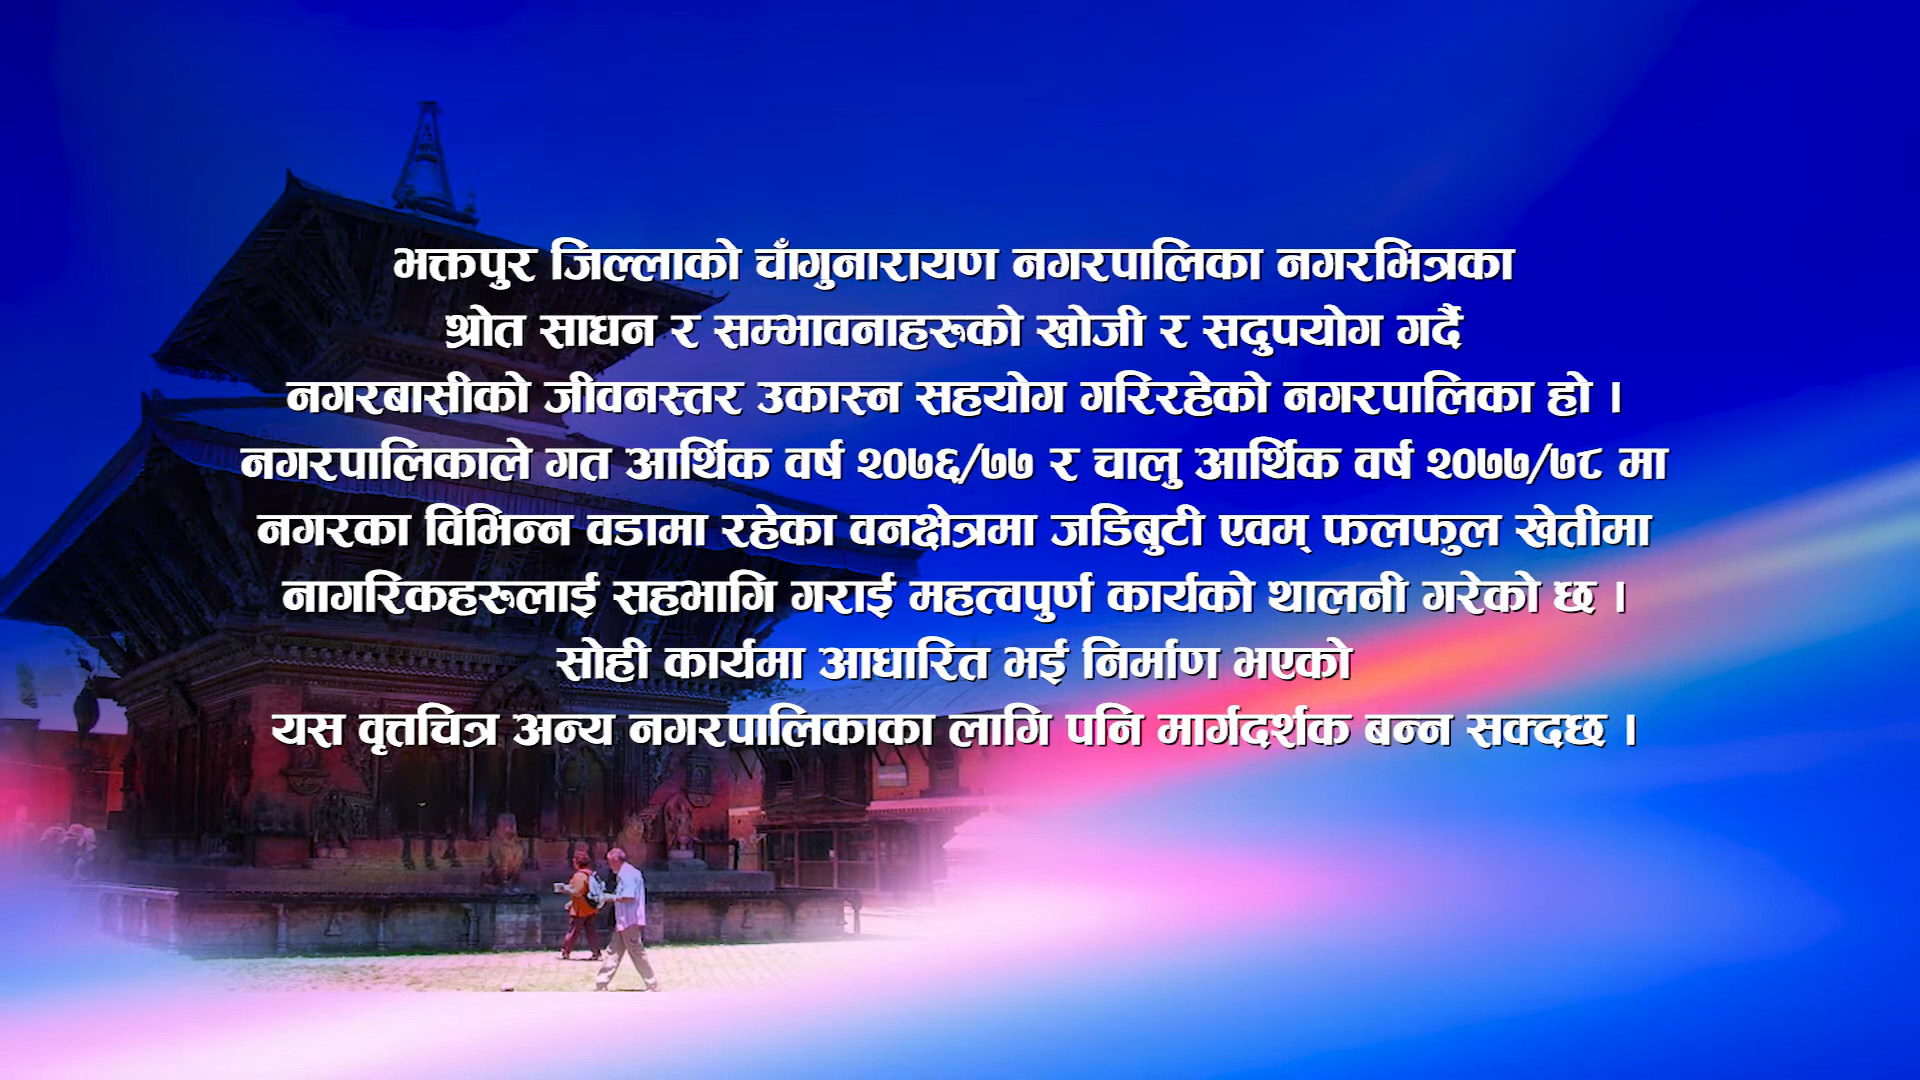 भक्तपुर जिल्लाको चाँगुनारायण नगरपालिका नगरभित्रका
श्रोत साधन र सम्भावनाहरुको खोजी र सदुपयोग गर्दै
नगरबासीको जीवनस्तर उकास्न सहयोग गरिरहेको नगरपालिका हो ।
नगरपालिकाले गत आर्थिक वर्ष २०७६/७७ र चालु आर्थिक वर्ष २०७७/७८ मा
नगरका विभिन्न वडामा रहेका वनक्षेत्रमा जडिबुटी एवम् फलफुल खेतीमा
नागरिकहरुलाई सहभागि गराई महत्वपुर्ण कार्यको थालनी गरेको छ ।
सोही कार्यमा आधारित भई निर्माण भएको
यस वृत्तचित्र अन्य नगरपालिकाका लागि पनि मार्गदर्शक बन्न सक्दछ ।